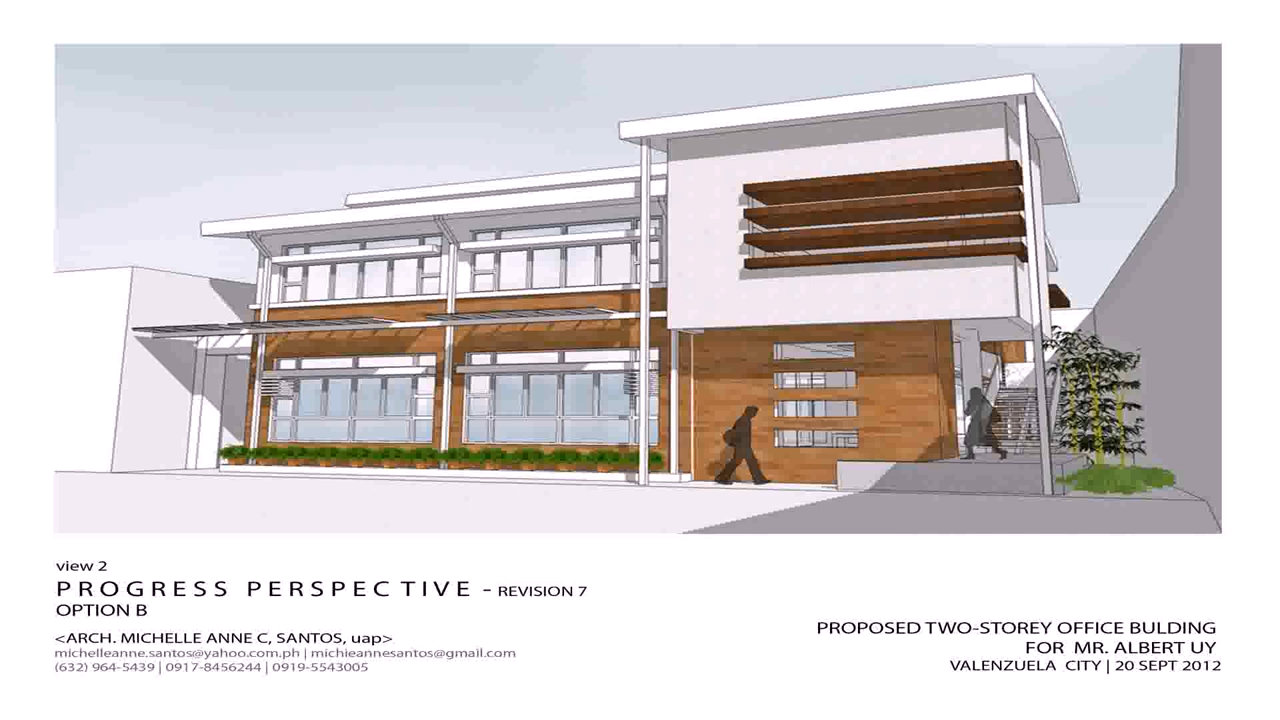 view 2
PROGRESS PERSPECTIVE - REVISION 7
OPTION B
<ARCH. MICHELLE ANNE C, SANTOS, uap>
michelleanne.santos@yahoo.com.ph | michieannesantos@gmail.com
(632) 964-5439 | 0917-8456244 | 0919-5543005
PROPOSED TWO-STOREY OFFICE BULDING
FOR MR. ALBERT UY
VALENZUELA CITY | 20 SEPT 2012